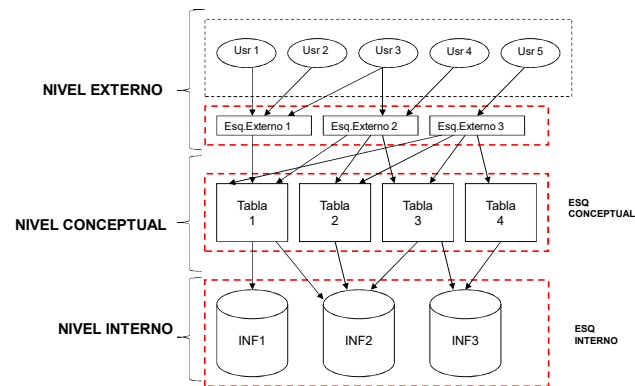 Usr 1
Usr 2
Usr 3
Usr 4
Usr 5
NIVEL EXTERNO
Esq.Externo 1
Esq.Externo 2
Esq.Externo 3
NIVEL CONCEPTUAL
Tabla
1
Tabla
2
Tabla
3
Tabla
4
ESQ
CONCEPTUAL
NIVEL INTERNO
INF1
INF2
INF3
ESQ
INTERNO